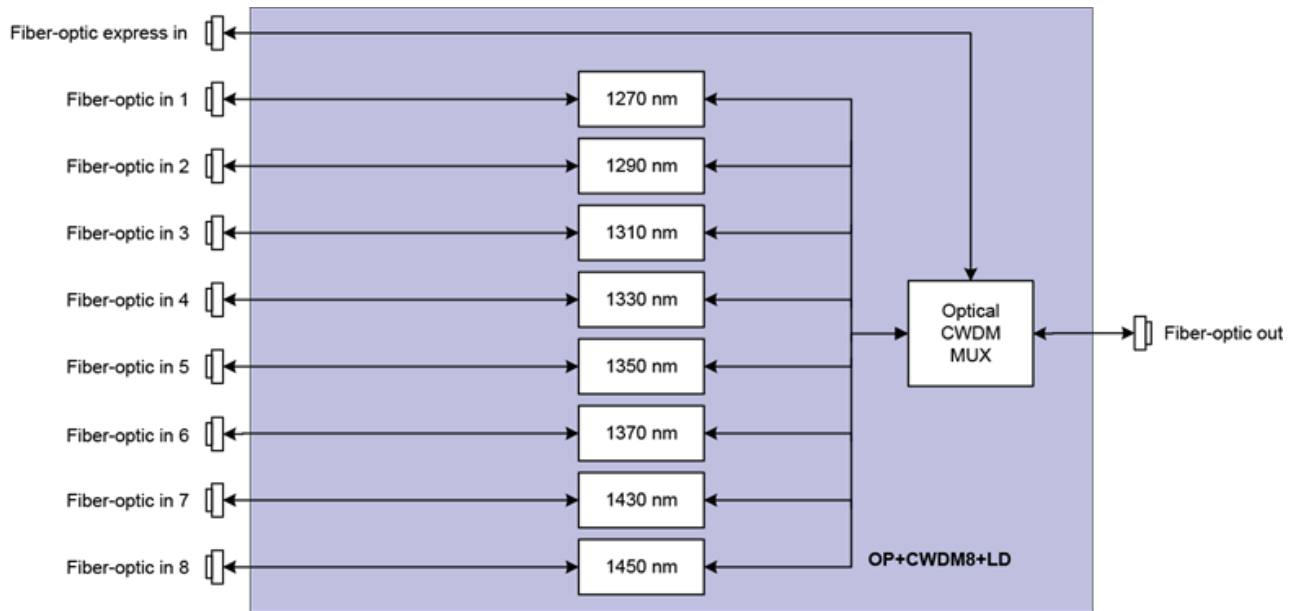 Fiber-optic express in
Fiber-optic in 1
1270 nm
Fiber-optic in 2
1290 nm
Fiber-optic in 3
1310 nm
Fiber-optic in 4
1330 nm
Optical
CWDM
MUX
Fiber-optic out
Fiber-optic in 5
1350 nm
Fiber-optic in 6
1370 nm
Fiber-optic in 7
1430 nm
Fiber-optic in 8
1450 nm
OP+CWDM8+LD